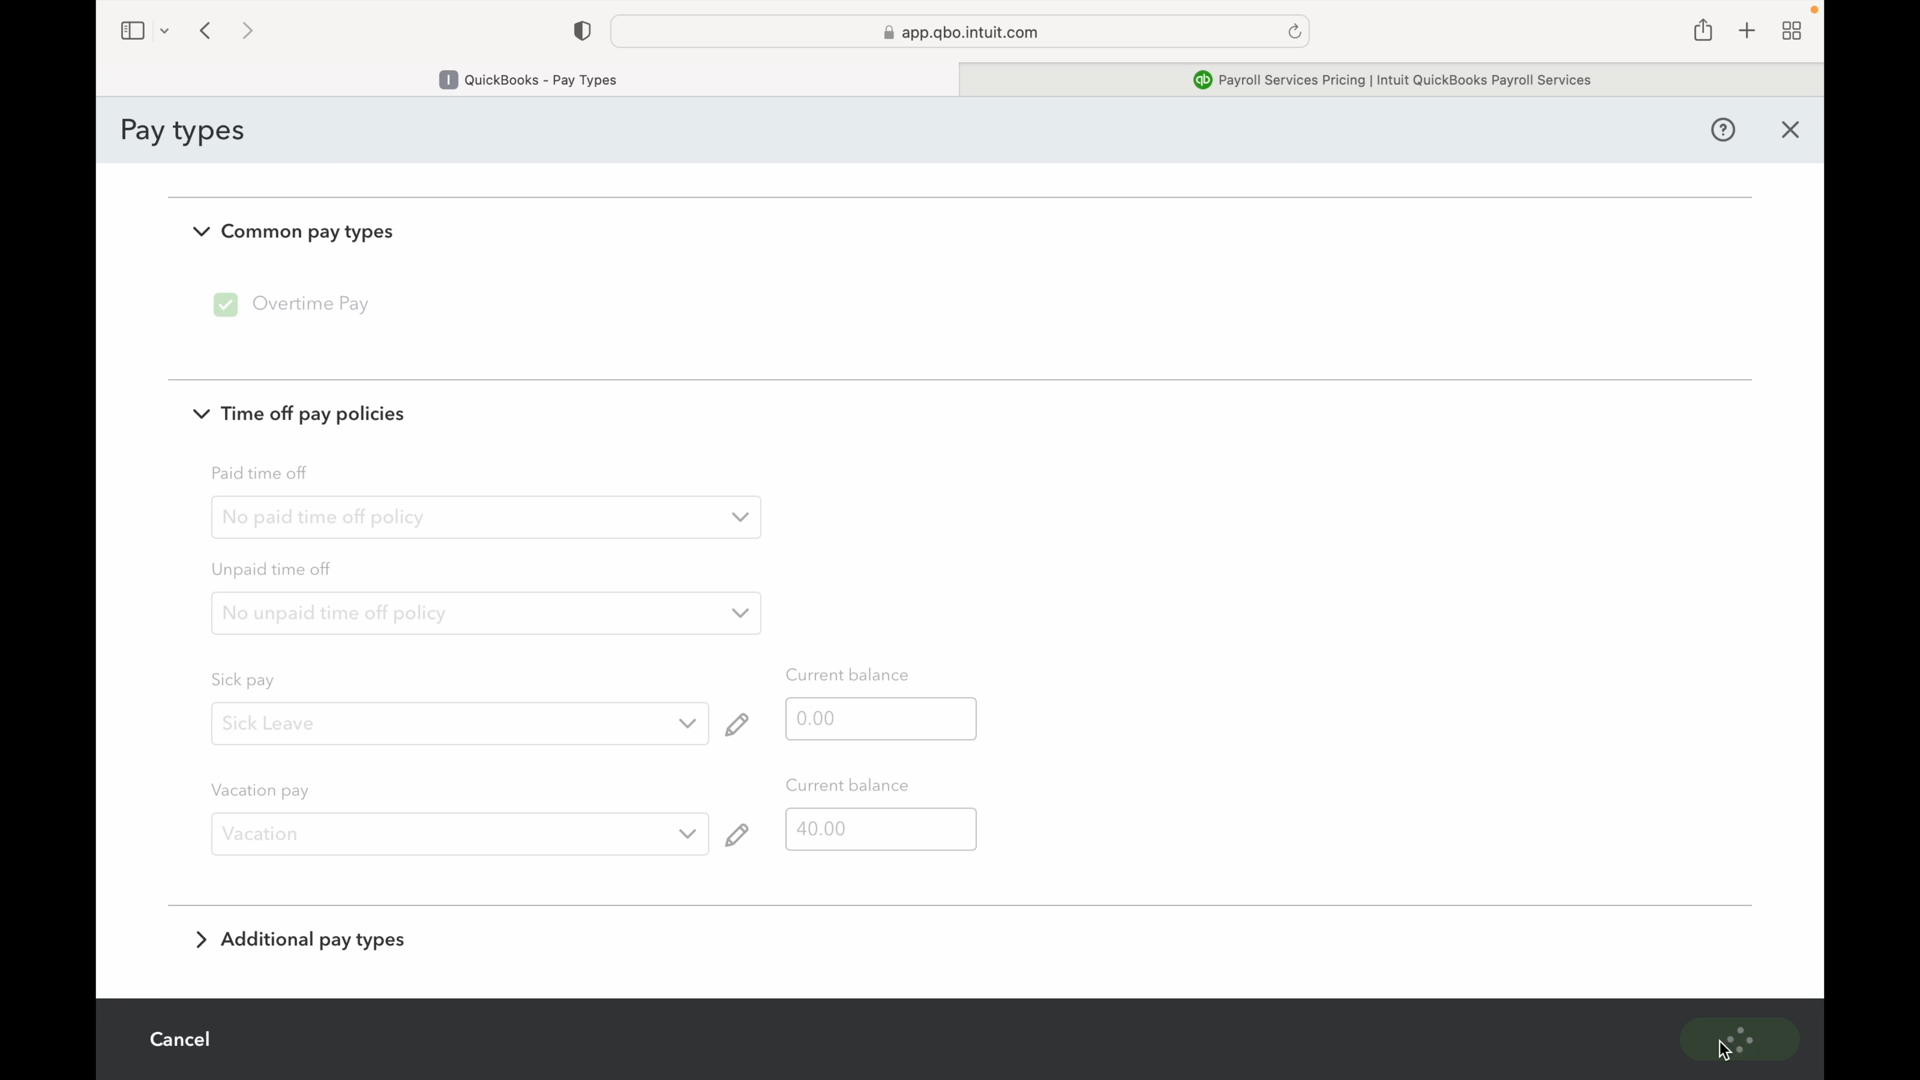 app.qbo.intuit.com
QuickBooks - Pay Types
qb Payroll Services Pricing | Intuit QuickBooks Payroll Services
Pay types
Common pay types
Overtime Pay
Time off pay policies
Paid time off
No paid time off policy
Unpaid time off
No unpaid time off policy
Sick pay
Current balance
Sick Leave
0.00
Vacation pay
Current balance
Vacation
40.00
Additional pay types
Cancel